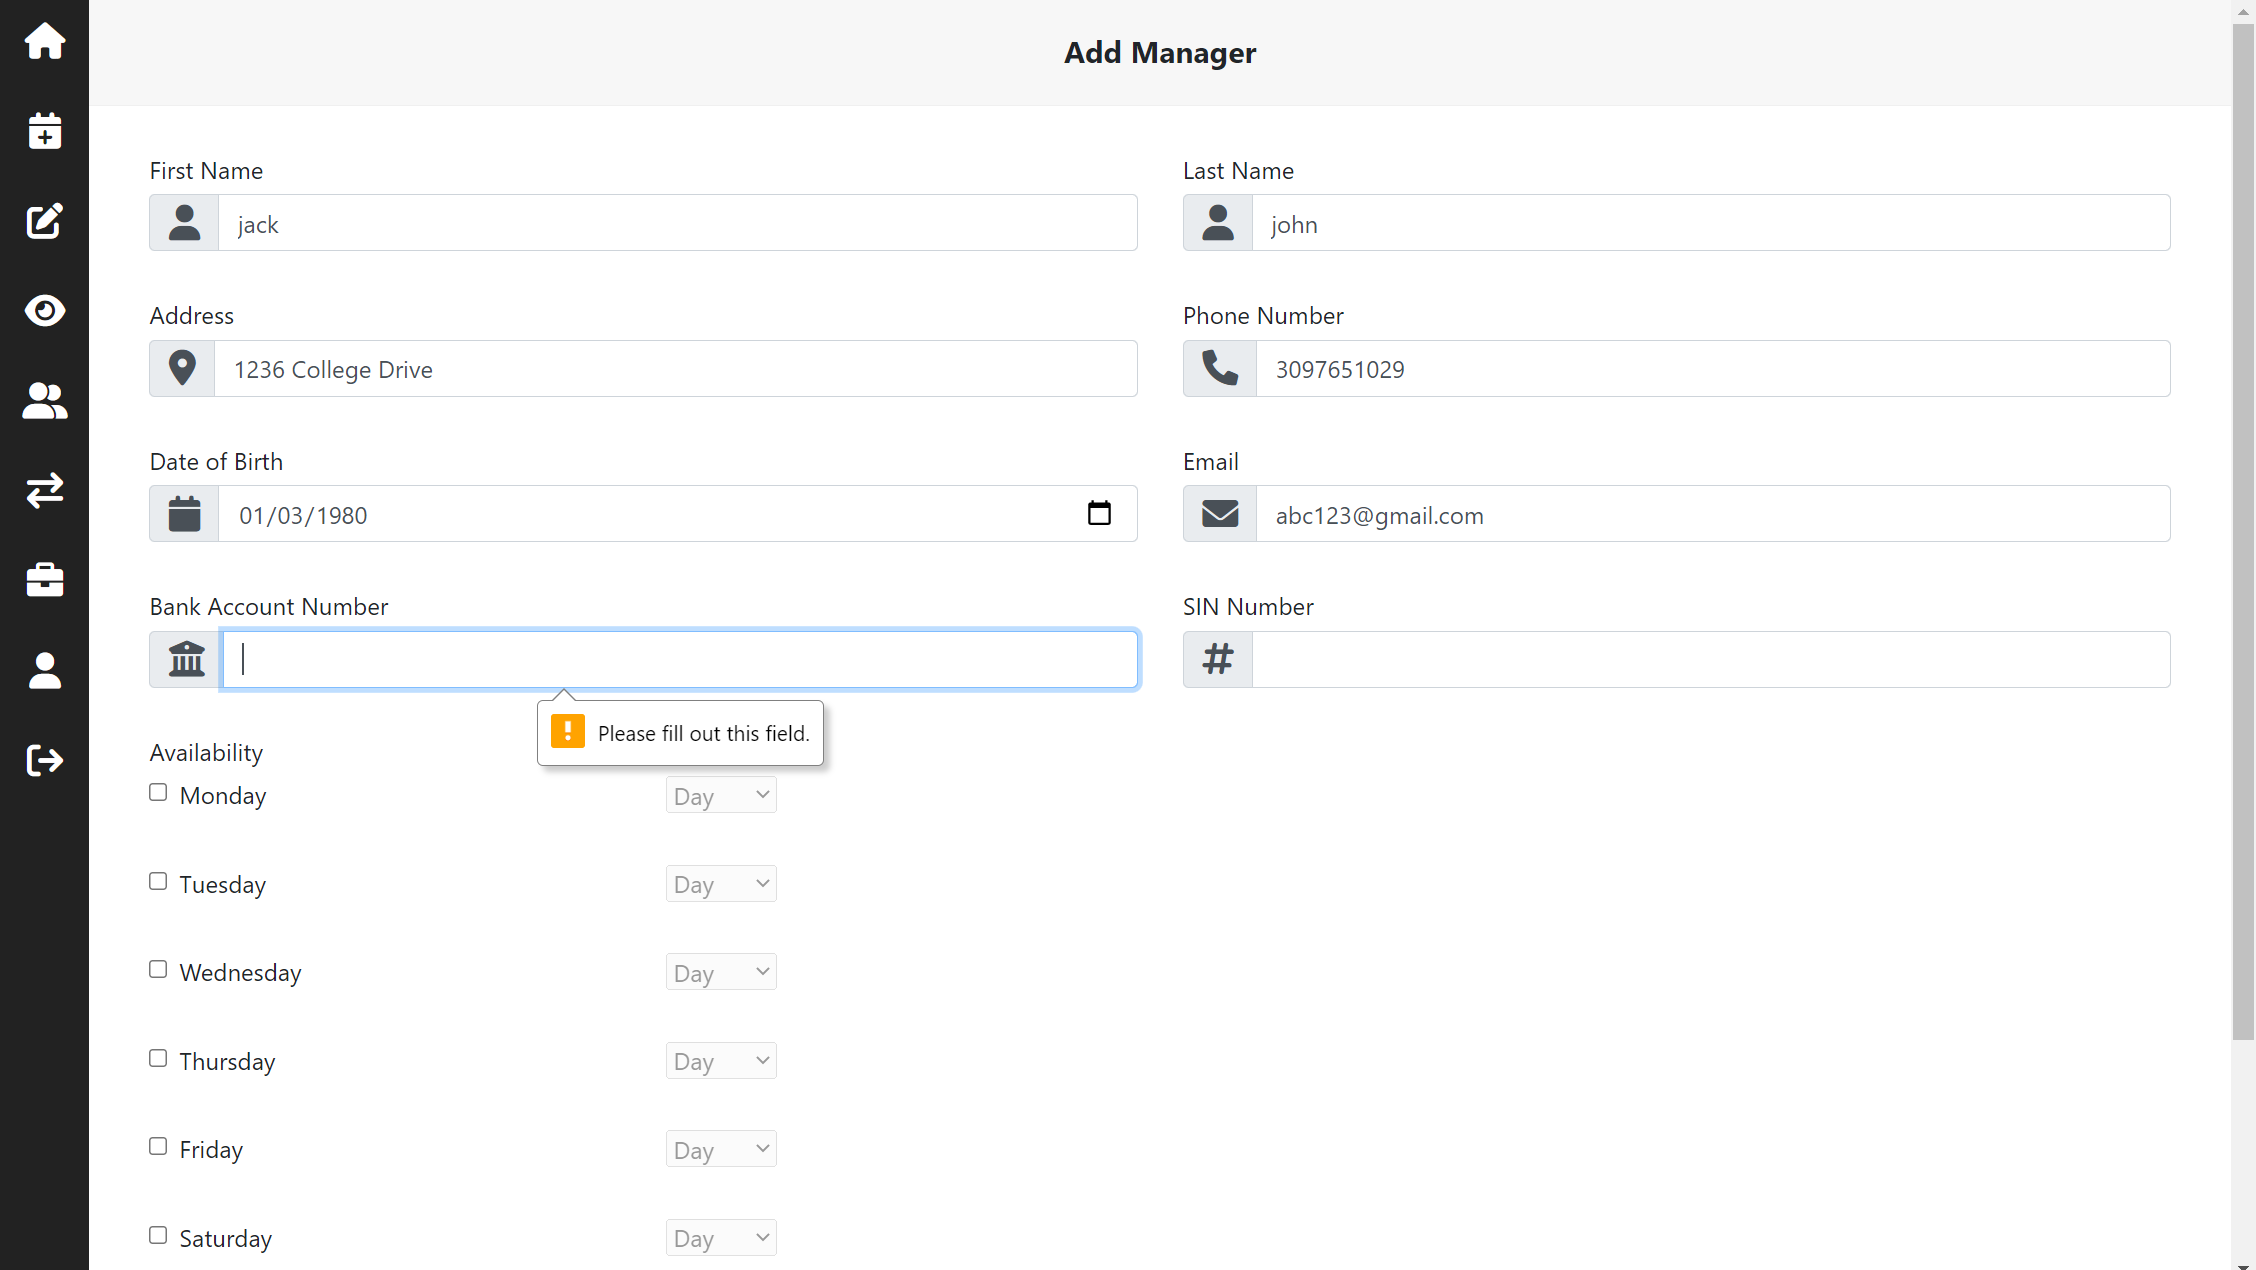 Add Manager
First Name
Last Name
jack
john
Address
Phone Number
1236 College Drive
3097651029
Date of Birth
Email
01/03/1980
abc123@gmail.com
Bank Account Number
SIN Number
Please fill out this field.
Availability
Monday
Day
Tuesday
Day
Wednesday
Day
Thursday
Day
Friday
Day
Saturday
Day